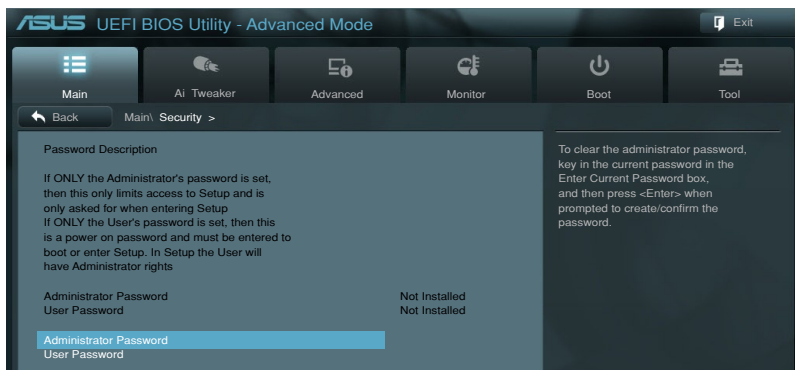 ASUS UEFI BIOS Utility - Advanced Mode
Exit
Main
Ai Tweaker
Advanced
Monitor
Boot
Tool
Back
Main\ Security >
Password Description
If ONLY the Administrator's password is set,
then this only limits access to Setup and is
only asked for when entering Setup
If ONLY the User's password is set, then this
is a power on password and must be entered to
boot or enter Setup. In Setup the User will
have Administrator rights
Administrator Password Not Installed
User Password Not Installed
Administrator Password
User Password
To clear the administrator password,
key in the current password in the
Enter Current Password box,
and then press <Enter> when
prompted to create/confirm the
password.